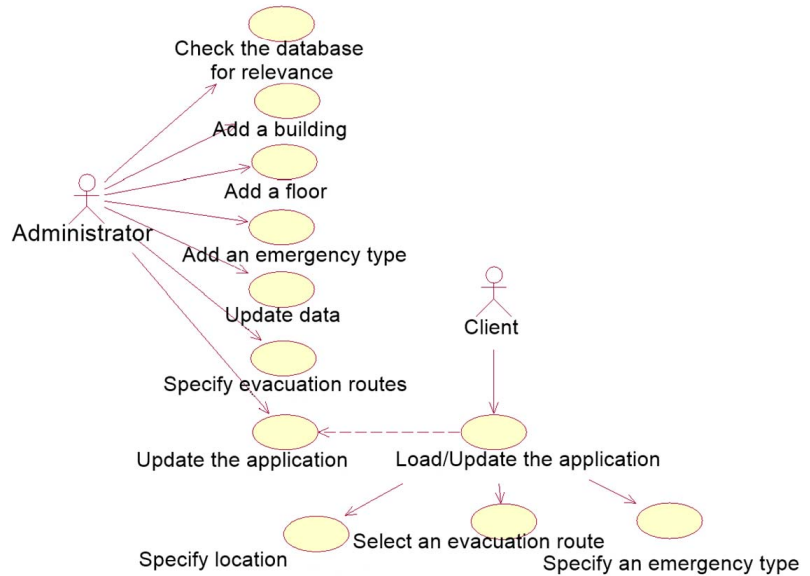 Check the database
for relevance
Add a building
Add a floor
Administrator
Add an emergency type
Update data
Client
Specify evacuation routes
Update the application
Load/Update the application
Select an evacuation route
Specify location
Specify an emergency type